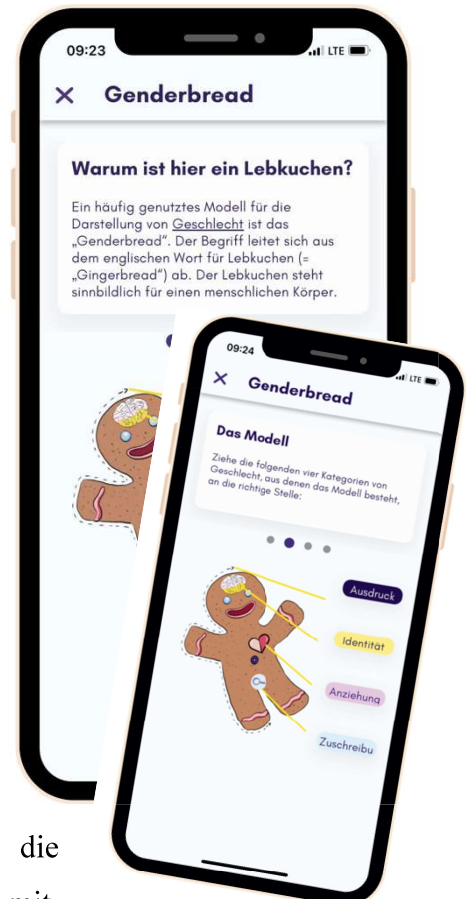 09:23
LTE
× Genderbread
Warum ist hier ein Lebkuchen?
Ein häufig genutztes Modell für die
Darstellung von Geschlecht ist das
„Genderbread“. Der Begriff leitet sich aus
dem englischen Wort für Lebkuchen (=
„Gingerbread“) ab. Der Lebkuchen steht
sinnbildlich für einen menschlichen Körper.
09:24
LTE
× Genderbread
Das Modell
Ziehe die folgenden vier Kategorien von
Geschlecht, aus denen das Modell besteht,
an die richtige Stelle:
Ausdruck
Identität
Anziehung
Zuschreibu
die